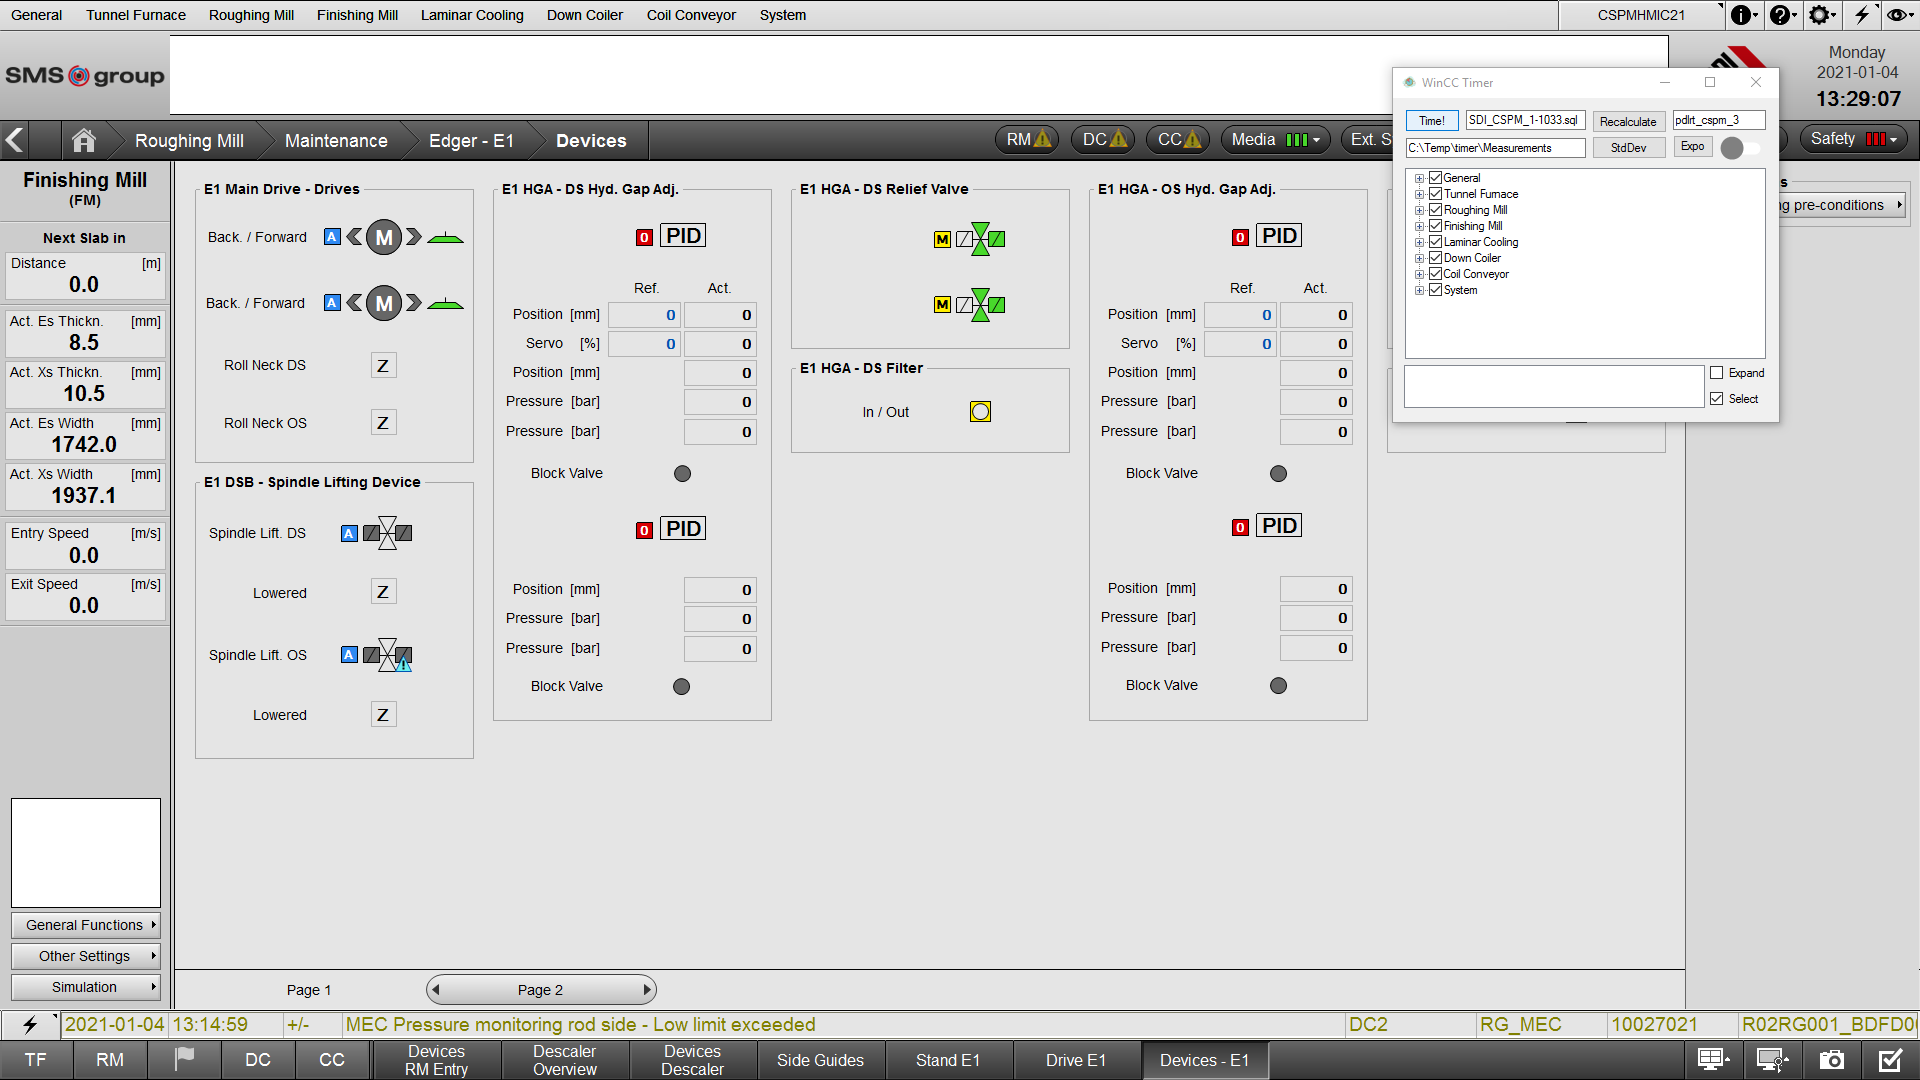 General Tunnel Furnace Roughing Mill Finishing Mill Laminar Cooling Down Coiler Coil Conveyor System CSPMHMIC21
SMS group
Monday
2021-01-04
13:29:07
Roughing Mill Maintenance Edger - E1 Devices RM DC CC Media Ext. S Safety
WinCC Timer
Time! SDI_CSPM_1-1033.sql Recalculate pdlrt_cspm_3
C:\Temp\timer\Measurements StdDev Expo
General
Tunnel Furnace
Roughing Mill
Finishing Mill
Laminar Cooling
Down Coiler
Coil Conveyor
System
Expand
Select
s
g pre-conditions
Finishing Mill
(FM)
Next Slab in
Distance [m]
0.0
Act. Es Thickn. [mm]
8.5
Act. Xs Thickn. [mm]
10.5
Act. Es Width [mm]
1742.0
Act. Xs Width [mm]
1937.1
Entry Speed [m/s]
0.0
Exit Speed [m/s]
0.0
General Functions
Other Settings
Simulation
E1 Main Drive - Drives
Back. / Forward A M
Back. / Forward A M
Roll Neck DS Z
Roll Neck OS Z
E1 DSB - Spindle Lifting Device
Spindle Lift. DS A
Lowered Z
Spindle Lift. OS A
Lowered Z
E1 HGA - DS Hyd. Gap Adj.
0 PID
Ref. Act.
Position [mm] 0 0
Servo [%] 0 0
Position [mm] 0
Pressure [bar] 0
Pressure [bar] 0
Block Valve
0 PID
Position [mm] 0
Pressure [bar] 0
Pressure [bar] 0
Block Valve
E1 HGA - DS Relief Valve
M
M
E1 HGA - DS Filter
In / Out
E1 HGA - OS Hyd. Gap Adj.
0 PID
Ref. Act.
Position [mm] 0 0
Servo [%] 0 0
Position [mm] 0
Pressure [bar] 0
Pressure [bar] 0
Block Valve
0 PID
Position [mm] 0
Pressure [bar] 0
Pressure [bar] 0
Block Valve
Page 1 Page 2
2021-01-04 13:14:59 +/- MEC Pressure monitoring rod side - Low limit exceeded DC2 RG_MEC 10027021 R02RG001_BDFD0
TF RM DC CC Devices RM Entry Descaler Overview Devices Descaler Side Guides Stand E1 Drive E1 Devices - E1